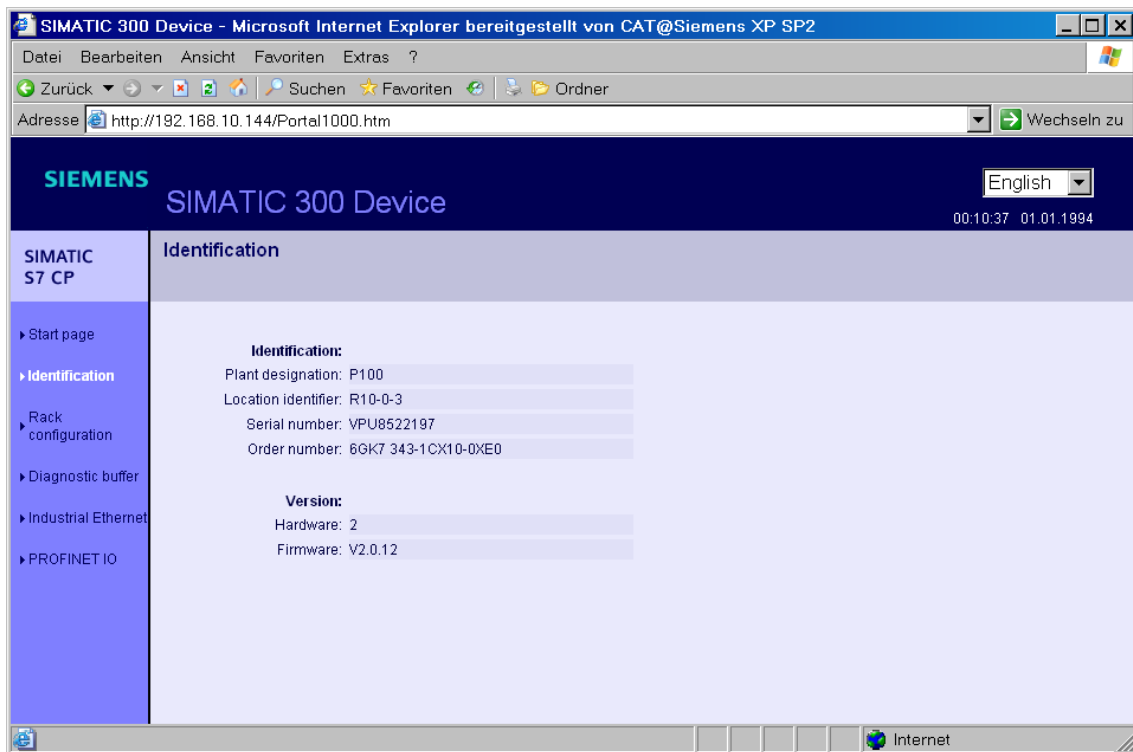 SIMATIC 300 Device - Microsoft Internet Explorer bereitgestellt von CAT@Siemens XP SP2
Datei Bearbeiten Ansicht Favoriten Extras ?
Zurück Suchen Favoriten Ordner
Adresse http://192.168.10.144/Portal1000.htm Wechseln zu
SIEMENS
SIMATIC 300 Device
English
00:10:37 01.01.1994
SIMATIC
S7 CP
Identification
Start page
Identification
Rack
configuration
Diagnostic buffer
Industrial Ethernet
PROFINET IO
Identification:
Plant designation: P100
Location identifier: R10-0-3
Serial number: VPU8522197
Order number: 6GK7 343-1CX10-0XE0
Version:
Hardware: 2
Firmware: V2.0.12
Internet